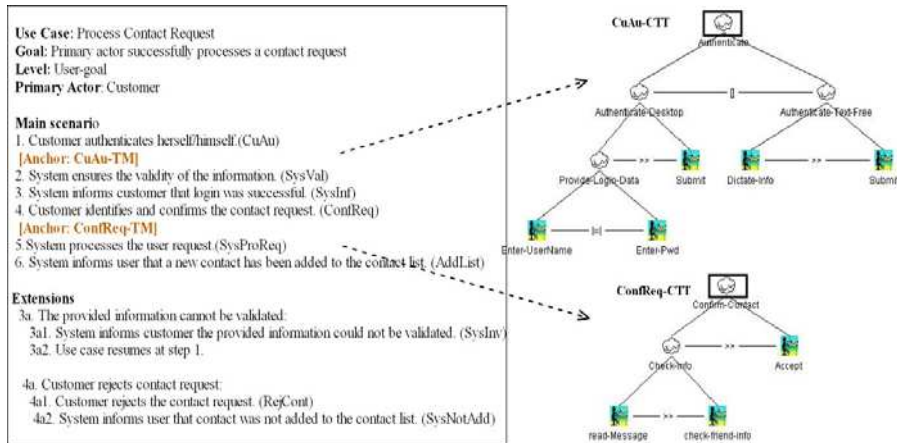 Use Case: Process Contact Request
Goal: Primary actor successfully processes a contact request
Level: User-goal
Primary Actor: Customer
Main scenario
1. Customer authenticates herself/himself.(CuAu)
[Anchor: CuAu-TM]
2. System ensures the validity of the information. (SysVal)
3. System informs customer that login was successful. (SysInf)
4. Customer identifies and confirms the contact request. (ConfReq)
[Anchor: ConfReq-TM]
5.System processes the user request.(SysProReq)
6. System informs user that a new contact has been added to the contact list. (AddList)
Extensions
3a. The provided information cannot be validated:
3a1. System informs customer the provided information could not be validated. (SysInv)
3a2. Use case resumes at step 1.
4a. Customer rejects contact request:
4a1. Customer rejects the contact request. (RejCont)
4a2. System informs user that contact was not added to the contact list. (SysNotAdd)
CuAu-CTT
Authenticate
Authenticate-Desktop [] Authenticate-Text-Free
Provide-Login-Data >> Submit Dictate-Info >> Submit
Enter-UserName |=| Enter-Pwd
ConfReq-CTT
Confirm-Contact
Check-Info >> Accept
read-Message >> check-friend-info